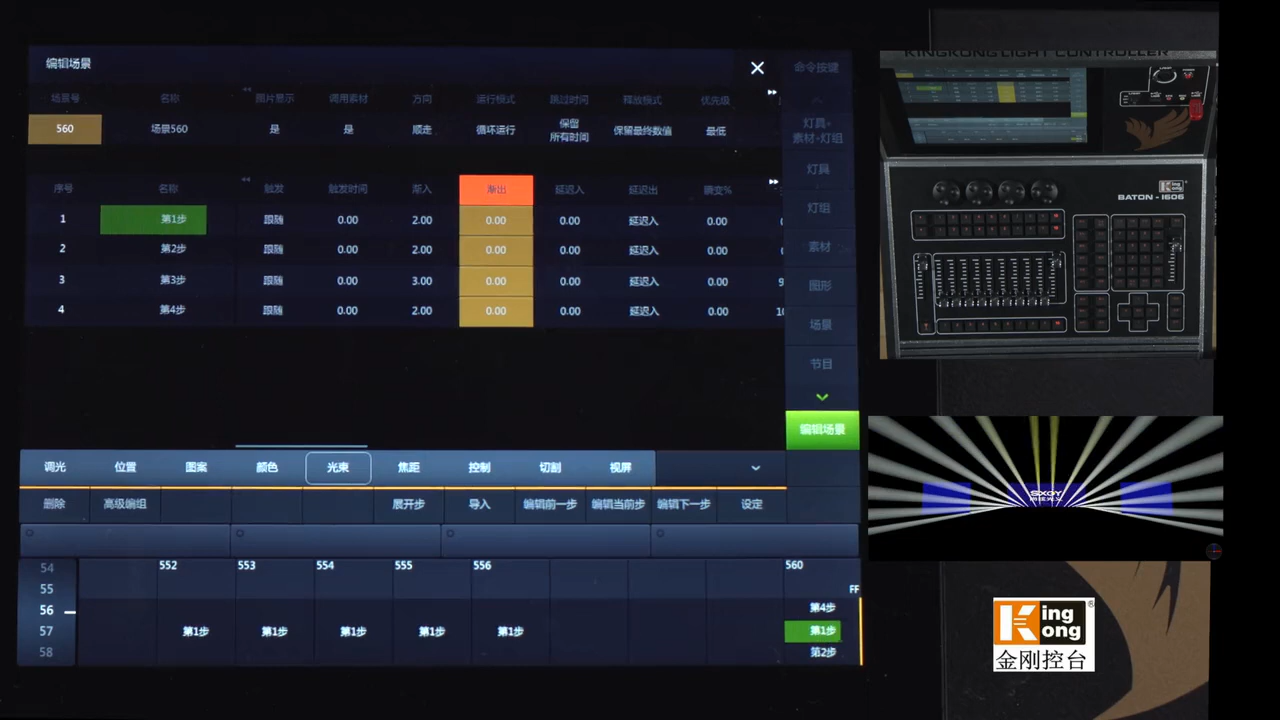 编辑场景
命令按键
场景号 名称 图片显示 调用素材 方向 运行模式 跳过时间 释放模式 优先级
560 场景560 是 是 顺走 循环运行 保留 所有时间 保留最终数值 最低
序号 名称 触发 触发时间 渐入 渐出 延迟入 延迟出 瞬变%
1 第1步 跟随 0.00 2.00 0.00 0.00 延迟入 0.00
2 第2步 跟随 0.00 2.00 0.00 0.00 延迟入 0.00
3 第3步 跟随 0.00 3.00 0.00 0.00 延迟入 0.00
4 第4步 跟随 0.00 2.00 0.00 0.00 延迟入 0.00
灯具+
素材+灯组
灯具
灯组
素材
图形
场景
节目
编辑场景
调光 位置 图案 颜色 光束 焦距 控制 切割 视屏
删除 高级编组 展开步 导入 编辑前一步 编辑当前步 编辑下一步 设定
54 552 553 554 555 556 560
55 FF
56 第4步
57 第1步 第1步 第1步 第1步 第1步 第1步
58 第2步
KINGKONG LIGHT CONTROLLER
King Kong
BATON - 1606
SXGY
King
Kong
®
金刚控台